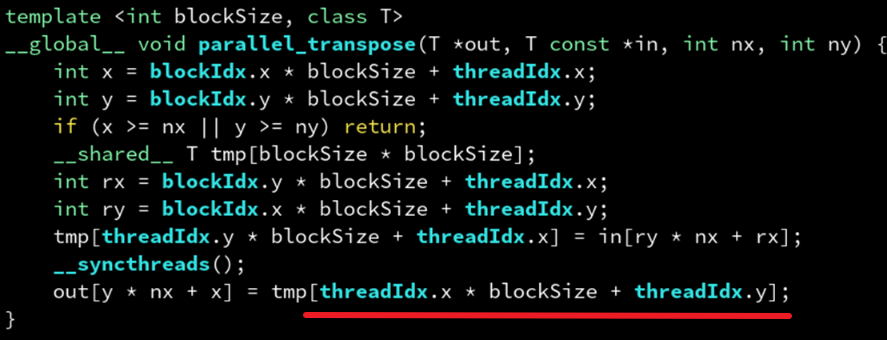 template <int blockSize, class T>
__global__ void parallel_transpose(T *out, T const *in, int nx, int ny) {
    int x = blockIdx.x * blockSize + threadIdx.x;
    int y = blockIdx.y * blockSize + threadIdx.y;
    if (x >= nx || y >= ny) return;
    __shared__ T tmp[blockSize * blockSize];
    int rx = blockIdx.y * blockSize + threadIdx.x;
    int ry = blockIdx.x * blockSize + threadIdx.y;
    tmp[threadIdx.y * blockSize + threadIdx.x] = in[ry * nx + rx];
    __syncthreads();
    out[y * nx + x] = tmp[threadIdx.x * blockSize + threadIdx.y];
}